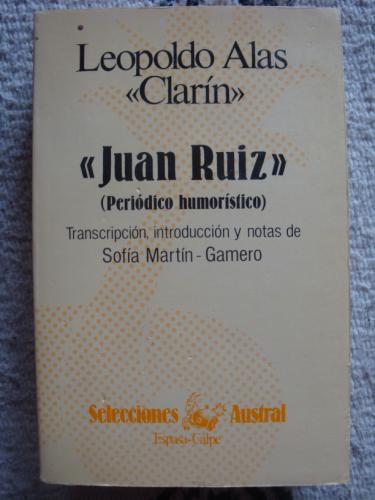 Leopoldo Alas
«Clarín»
«Juan Ruiz»
(Periódico humorístico)
Transcripción, introducción y notas de
Sofía Martín - Gamero
Selecciones Austral
Espasa-Calpe